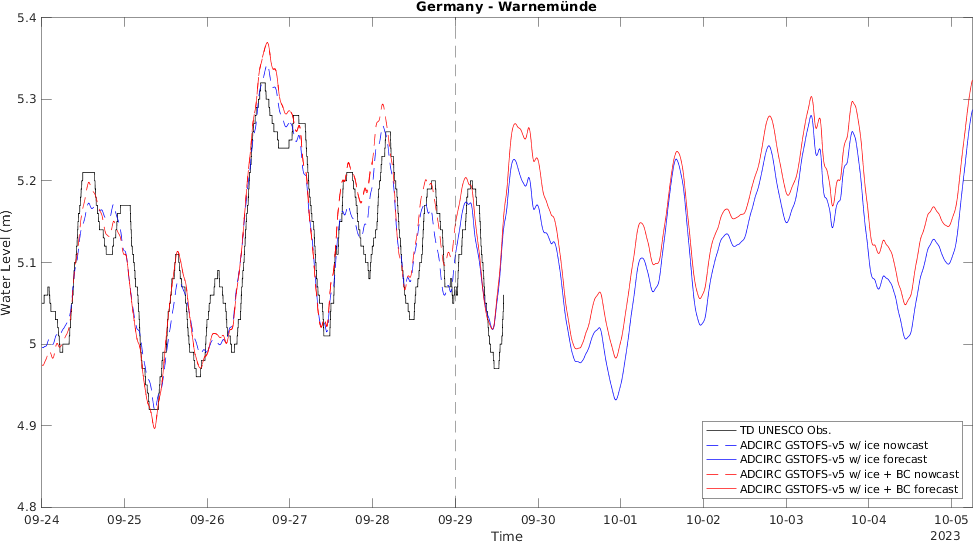 Germany - Warnemünde
Water Level (m)
5.4
5.3
5.2
5.1
5
4.9
4.8
TD UNESCO Obs.
ADCIRC GSTOFS-v5 w/ ice nowcast
ADCIRC GSTOFS-v5 w/ ice forecast
ADCIRC GSTOFS-v5 w/ ice + BC nowcast
ADCIRC GSTOFS-v5 w/ ice + BC forecast
09-24 09-25 09-26 09-27 09-28 09-29 09-30 10-01 10-02 10-03 10-04 10-05
Time 2023